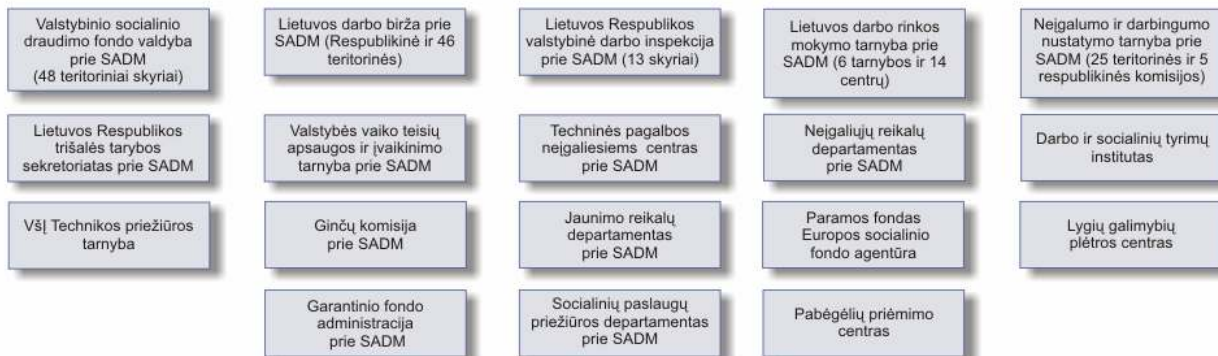 Valstybinio socialinio
draudimo fondo valdyba
prie SADM
(48 teritoriniai skyriai)
Lietuvos darbo birža prie
SADM (Respublikinė ir 46
teritorinės)
Lietuvos Respublikos
valstybinė darbo inspekcija
prie SADM (13 skyriai)
Lietuvos darbo rinkos
mokymo tarnyba prie
SADM (6 tarnybos ir 14
centrų)
Neįgalumo ir darbingumo
nustatymo tarnyba prie
SADM (25 teritorinės ir 5
respublikinės komisijos)
Lietuvos Respublikos
trišalės tarybos
sekretoriatas prie SADM
Valstybės vaiko teisių
apsaugos ir įvaikinimo
tarnyba prie SADM
Techninės pagalbos
neįgaliesiems centras
prie SADM
Neįgaliųjų reikalų
departamentas prie
SADM
Darbo ir socialinių tyrimų
institutas
VšĮ Technikos priežiūros
tarnyba
Ginčų komisija
prie SADM
Jaunimo reikalų
departamentas
prie SADM
Paramos fondas
Europos socialinio
fondo agentūra
Lygių galimybių
plėtros centras
Garantinio fondo
administracija
prie SADM
Socialinių paslaugų
priežiūros departamentas
prie SADM
Pabėgėlių priėmimo
centras